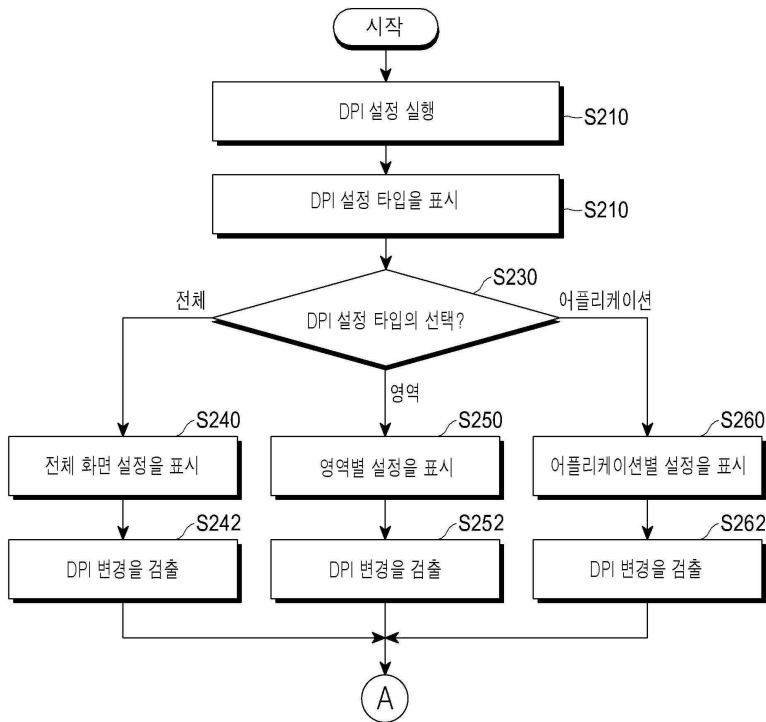 시작
DPI 설정 실행
S210
DPI 설정 타입을 표시
S210
S230
전체
DPI 설정 타입의 선택?
어플리케이션
영역
S240
S250
S260
전체 화면 설정을 표시
영역별 설정을 표시
어플리케이션별 설정을 표시
S242
S252
S262
DPI 변경을 검출
DPI 변경을 검출
DPI 변경을 검출
A